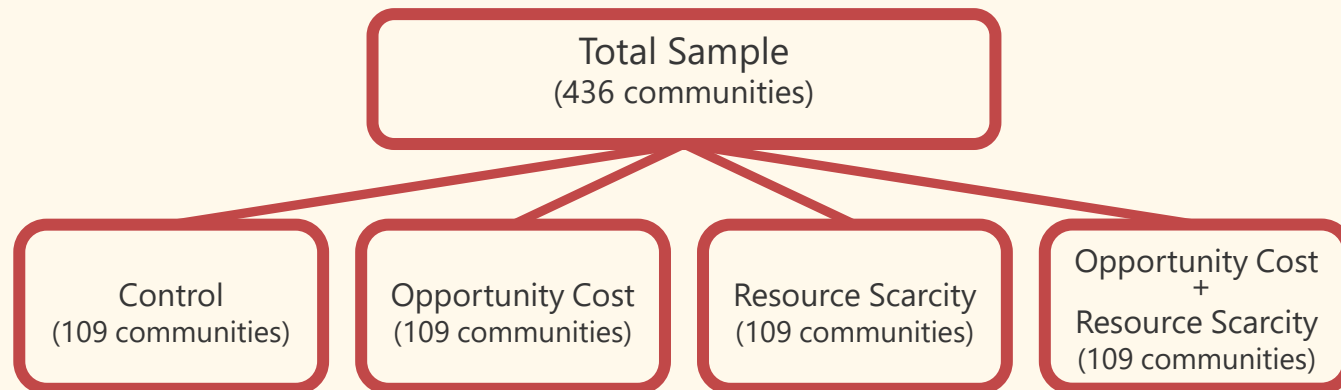 Total Sample
(436 communities)
Control
(109 communities)
Opportunity Cost
(109 communities)
Resource Scarcity
(109 communities)
Opportunity Cost
+
Resource Scarcity
(109 communities)